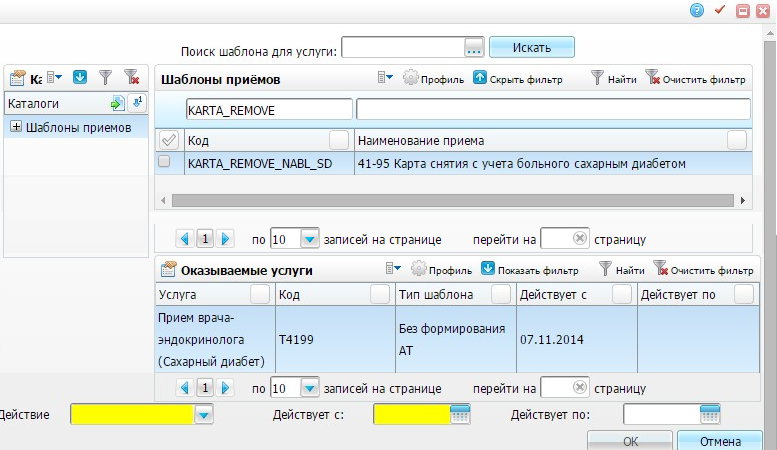 Поиск шаблона для услуги: ... Искать
Ка
Каталоги
Шаблоны приемов
Шаблоны приёмов Профиль Скрыть фильтр Найти Очистить фильтр
KARTA_REMOVE
Код Наименование приема
KARTA_REMOVE_NABL_SD 41-95 Карта снятия с учета больного сахарным диабетом
1 по 10 записей на странице перейти на страницу
Оказываемые услуги Профиль Показать фильтр Найти Очистить фильтр
Услуга Код Тип шаблона Действует с Действует по
Прием врача-
эндокринолога
(Сахарный диабет) Т4199 Без формирования
АТ 07.11.2014
1 по 10 записей на странице перейти на страницу
Действие Действует с: Действует по:
OK Отмена